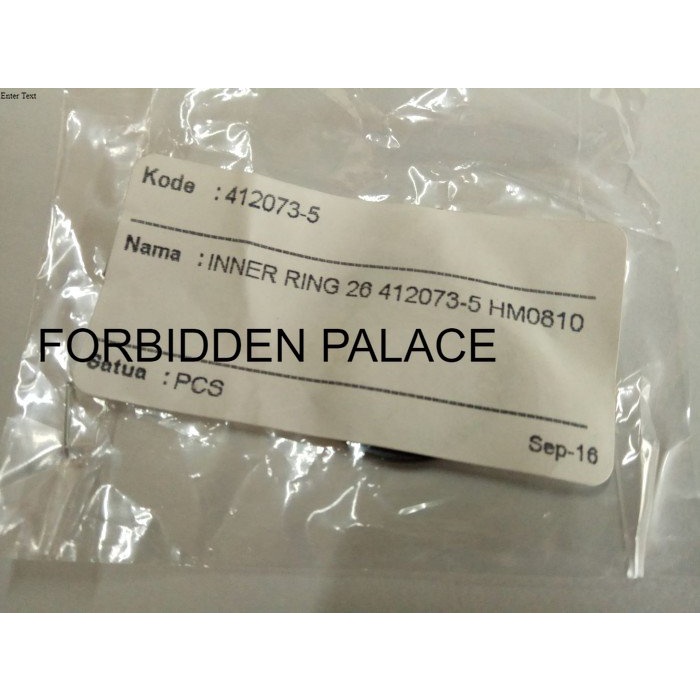 Enter Text
Kode : 412073-5
Nama : INNER RING 26 412073-5 HM0810
FORBIDDEN PALACE
Satua : PCS
Sep-16